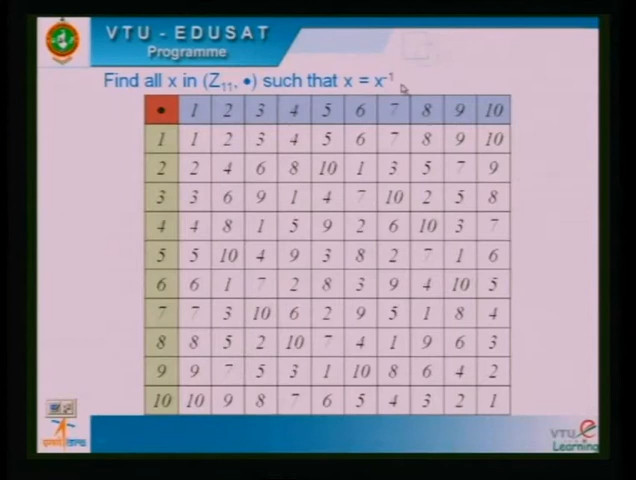 VTU - EDUSAT
Programme
Find all x in (Z₁₁, •) such that x = x⁻¹
• 1 2 3 4 5 6 7 8 9 10
1 1 2 3 4 5 6 7 8 9 10
2 2 4 6 8 10 1 3 5 7 9
3 3 6 9 1 4 7 10 2 5 8
4 4 8 1 5 9 2 6 10 3 7
5 5 10 4 9 3 8 2 7 1 6
6 6 1 7 2 8 3 9 4 10 5
7 7 3 10 6 2 9 5 1 8 4
8 8 5 2 10 7 4 1 9 6 3
9 9 7 5 3 1 10 8 6 4 2
10 10 9 8 7 6 5 4 3 2 1
VTU e
Learning